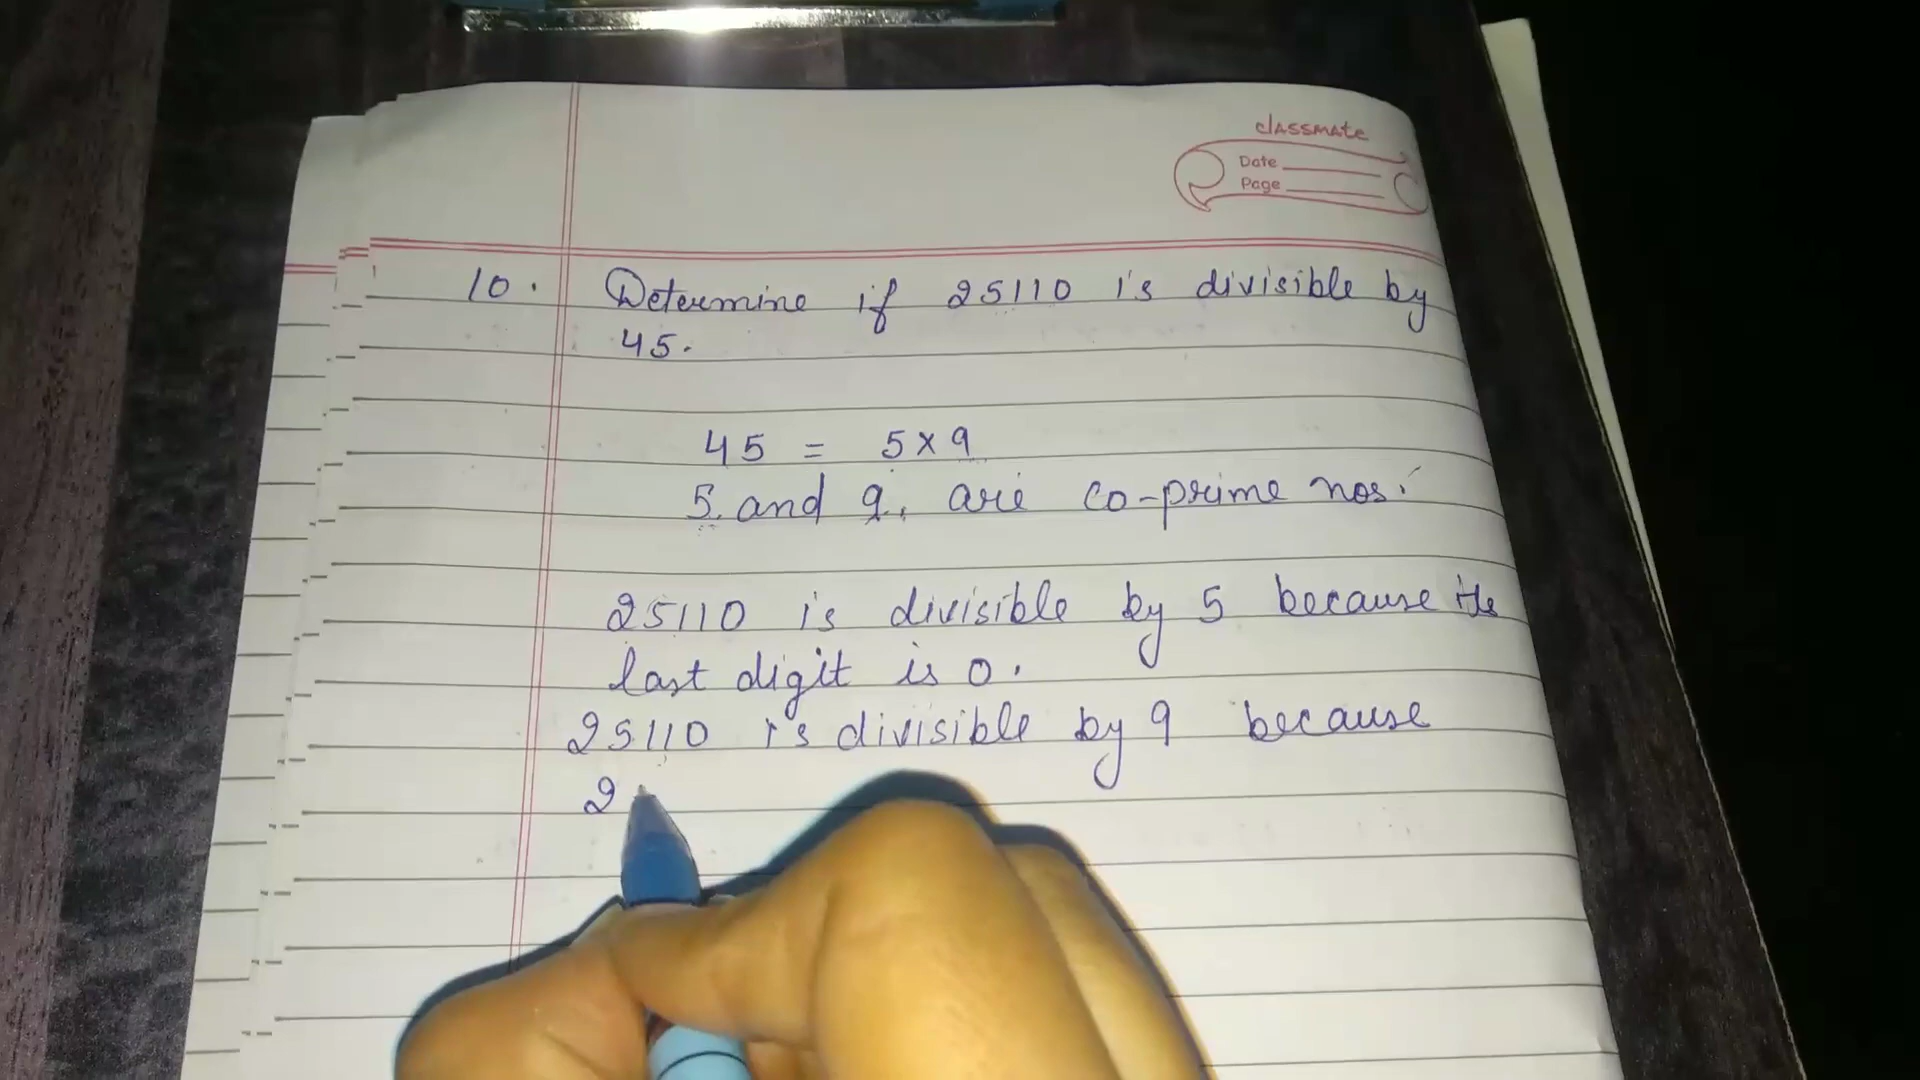 classmate
Date
Page
10. Determine if 25110 is divisible by
45.
45 = 5×9
5 and 9, are co-prime nos.
25110 is divisible by 5 because its
last digit is 0.
25110 is divisible by 9 because
2